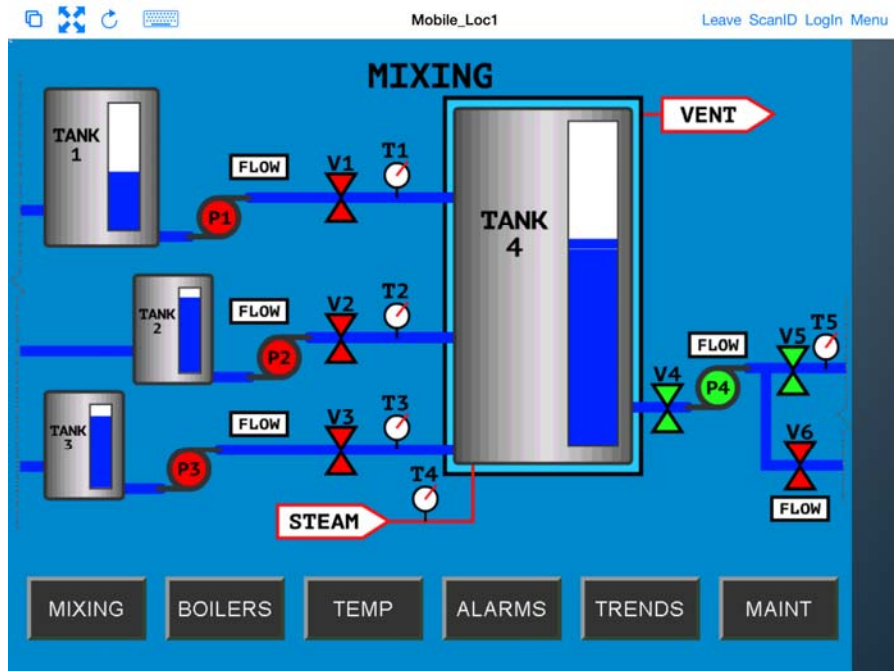 Mobile_Loc1
Leave ScanID LogIn Menu
MIXING
TANK
1
FLOW
V1
T1
P1
VENT
TANK
4
TANK
2
FLOW
V2
T2
P2
TANK
3
FLOW
V3
T3
P3
T4
STEAM
V4
FLOW
P4
V5
T5
V6
FLOW
MIXING
BOILERS
TEMP
ALARMS
TRENDS
MAINT